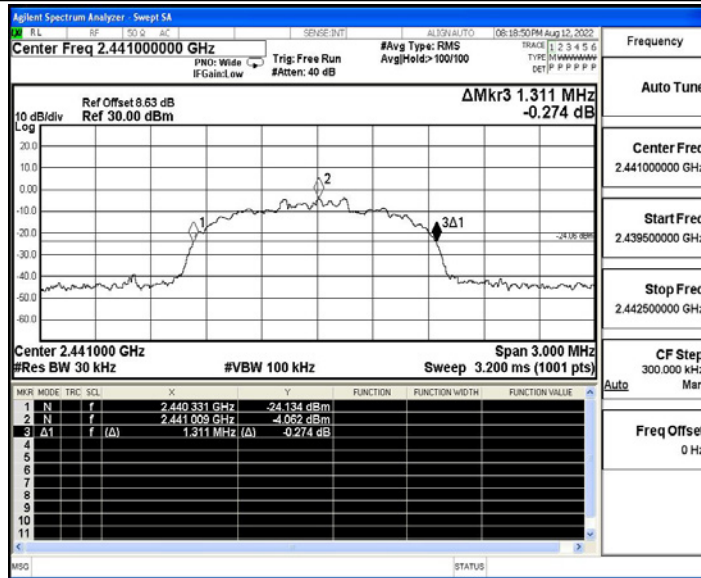 Agilent Spectrum Analyzer - Swept SA
RL RF 50 Ω AC SENSE:INT ALIGN AUTO 08:18:50 PM Aug 12, 2022
Center Freq 2.441000000 GHz
PNO: Wide
IFGain:Low
Trig: Free Run
#Atten: 40 dB
#Avg Type: RMS
Avg|Hold:> 100/100
TRACE 1 2 3 4 5 6
TYPE M WWWWW
DET P P P P P P
ΔMkr3 1.311 MHz
-0.274 dB
Ref Offset 8.63 dB
10 dB/div Ref 30.00 dBm
Log
20.0
10.0
0.00
-10.0
-20.0
-30.0
-40.0
-50.0
-60.0
1
2
3Δ1
-24.06 dBm
Center 2.441000 GHz Span 3.000 MHz
#Res BW 30 kHz #VBW 100 kHz Sweep 3.200 ms (1001 pts)
MKR MODE TRC SCL X Y FUNCTION FUNCTION WIDTH FUNCTION VALUE
1 N f 2.440 331 GHz -24.134 dBm
2 N f 2.441 009 GHz -4.062 dBm
3 Δ1 f (Δ) 1.311 MHz (Δ) -0.274 dB
4
5
6
7
8
9
10
11
MSG STATUS
Frequency
Auto Tune
Center Freq
2.441000000 GHz
Start Freq
2.439500000 GHz
Stop Freq
2.442500000 GHz
CF Step
300.000 kHz
Auto Man
Freq Offset
0 Hz